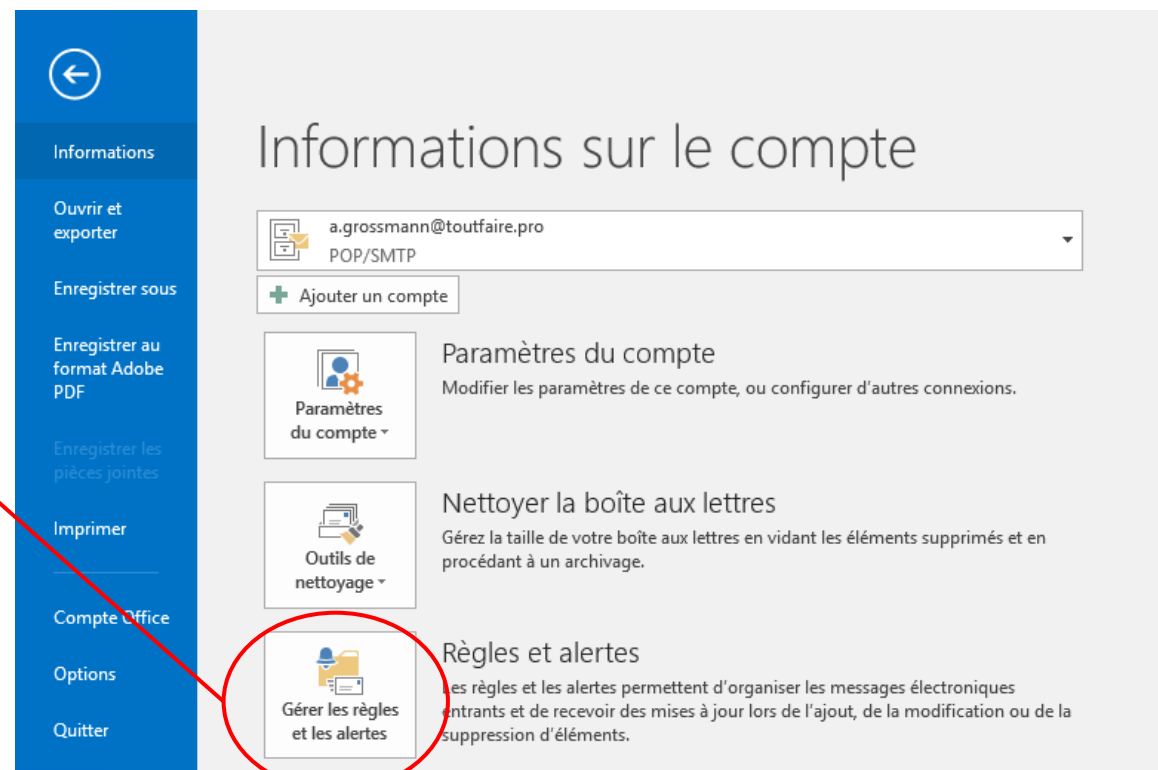 Informations
Ouvrir et
exporter
Enregistrer sous
Enregistrer au
format Adobe
PDF
Enregistrer les
pièces jointes
Imprimer
Compte Office
Options
Quitter
Informations sur le compte
a.grossmann@toutfaire.pro
POP/SMTP
Ajouter un compte
Paramètres
du compte
Paramètres du compte
Modifier les paramètres de ce compte, ou configurer d'autres connexions.
Outils de
nettoyage
Nettoyer la boîte aux lettres
Gérez la taille de votre boîte aux lettres en vidant les éléments supprimés et en
procédant à un archivage.
Gérer les règles
et les alertes
Règles et alertes
Les règles et les alertes permettent d'organiser les messages électroniques
entrants et de recevoir des mises à jour lors de l'ajout, de la modification ou de la
suppression d'éléments.